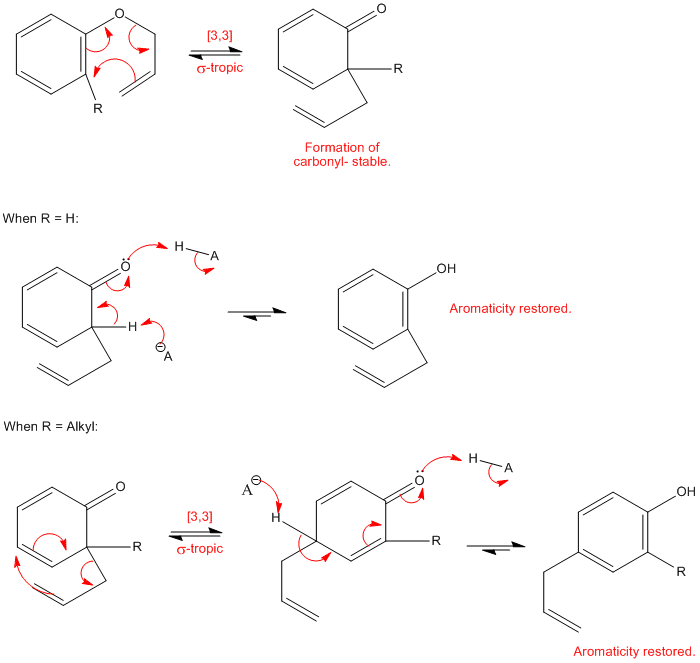 O
R
[3,3]
σ-tropic
O
R
Formation of
carbonyl- stable.
When R = H:
O
H
A
H
⊖
A
OH
Aromaticity restored.
When R = Alkyl:
O
R
[3,3]
σ-tropic
A⊖
H
O
H
A
R
OH
R
Aromaticity restored.